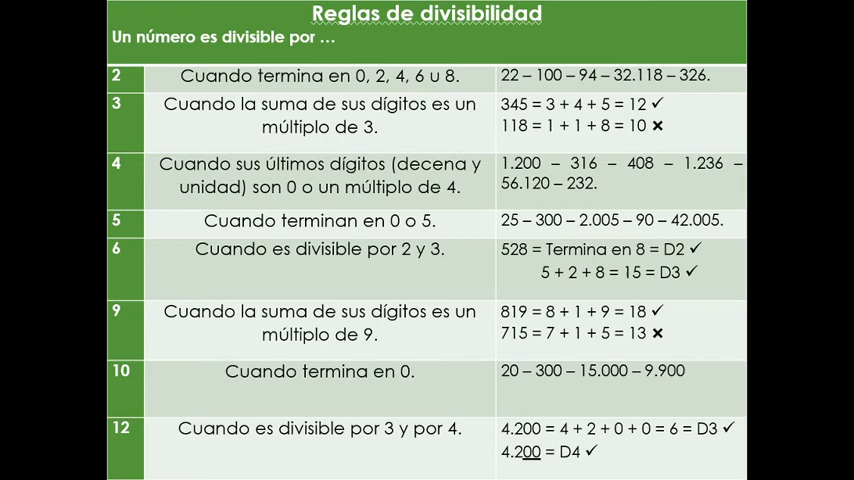 Reglas de divisibilidad
Un número es divisible por …
2 Cuando termina en 0, 2, 4, 6 u 8. 22 – 100 – 94 – 32.118 – 326.
3 Cuando la suma de sus dígitos es un 345 = 3 + 4 + 5 = 12 ✓
múltiplo de 3. 118 = 1 + 1 + 8 = 10 ×
4 Cuando sus últimos dígitos (decena y 1.200 – 316 – 408 – 1.236 –
unidad) son 0 o un múltiplo de 4. 56.120 – 232.
5 Cuando terminan en 0 o 5. 25 – 300 – 2.005 – 90 – 42.005.
6 Cuando es divisible por 2 y 3. 528 = Termina en 8 = D2 ✓
5 + 2 + 8 = 15 = D3 ✓
9 Cuando la suma de sus dígitos es un 819 = 8 + 1 + 9 = 18 ✓
múltiplo de 9. 715 = 7 + 1 + 5 = 13 ×
10 Cuando termina en 0. 20 – 300 – 15.000 – 9.900
12 Cuando es divisible por 3 y por 4. 4.200 = 4 + 2 + 0 + 0 = 6 = D3 ✓
4.200 = D4 ✓